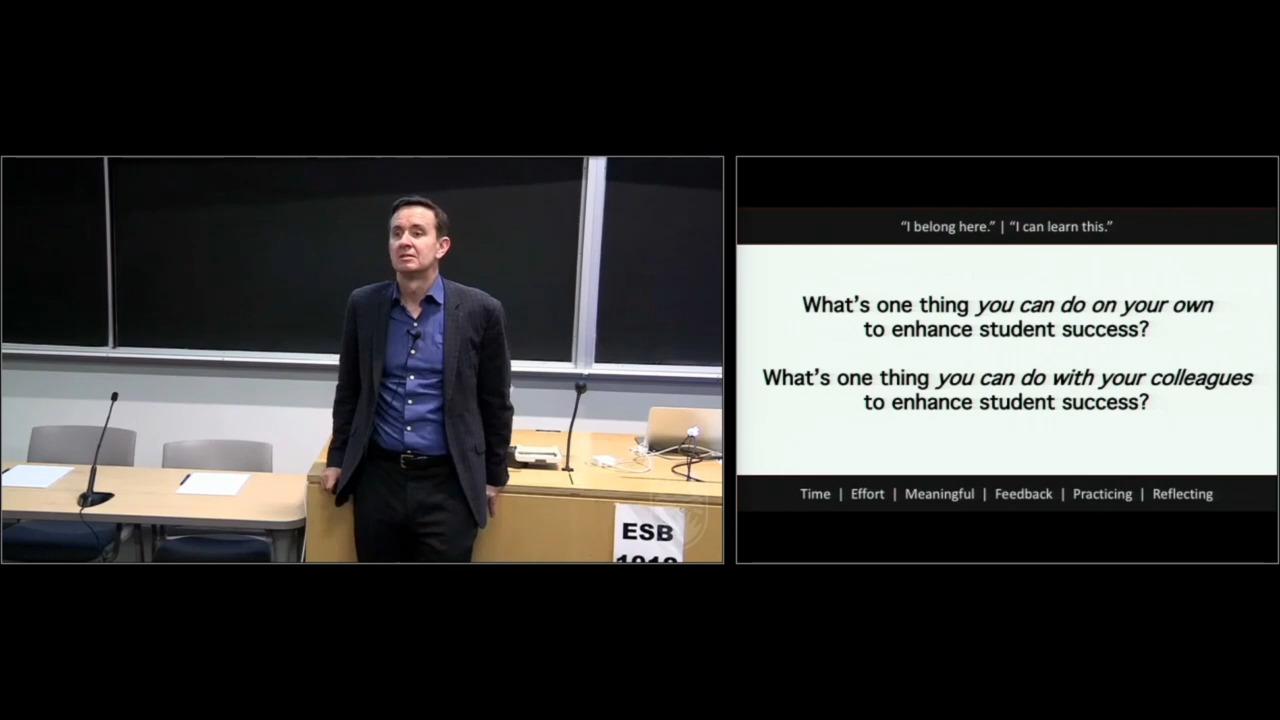 “I belong here.” | “I can learn this.”
What’s one thing you can do on your own
to enhance student success?
What’s one thing you can do with your colleagues
to enhance student success?
Time | Effort | Meaningful | Feedback | Practicing | Reflecting
ESB